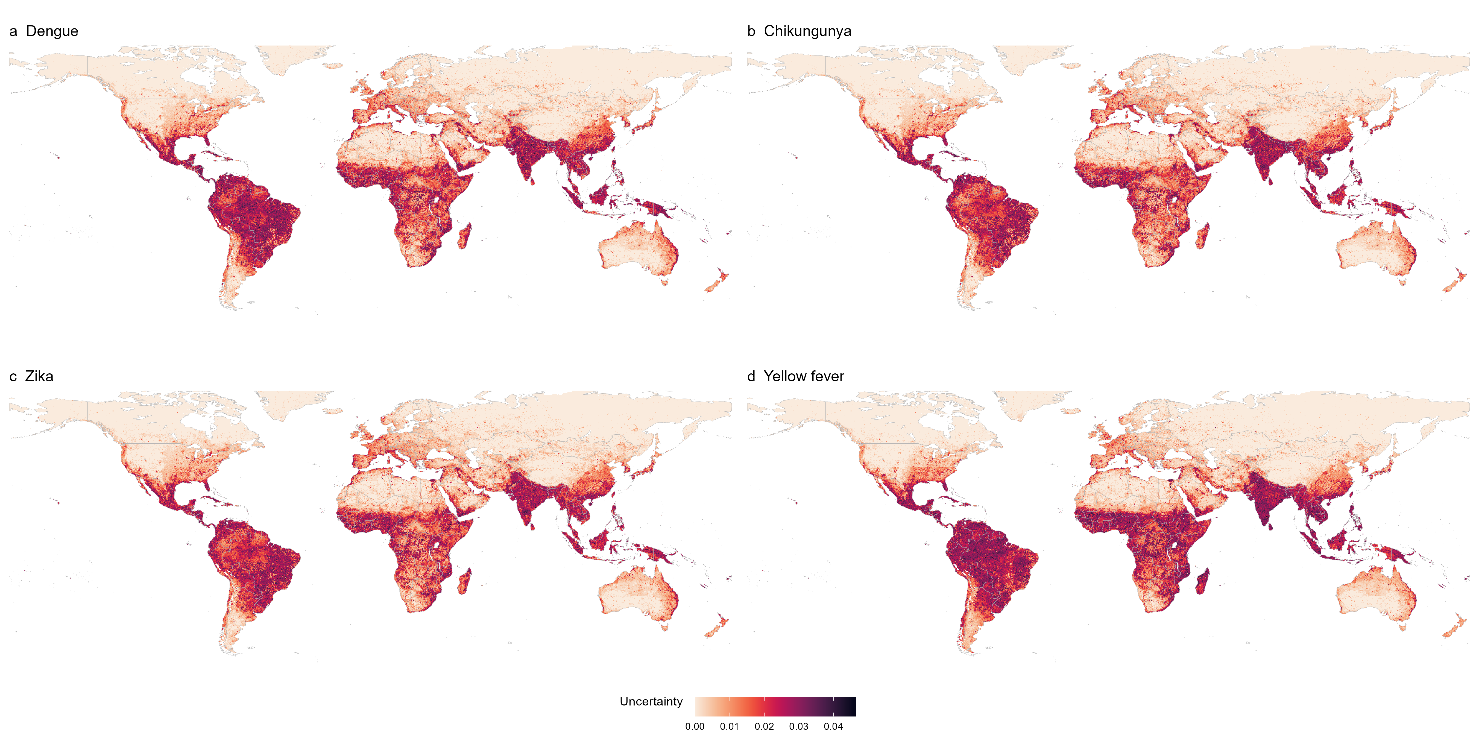 a Dengue
b Chikungunya
c Zika
d Yellow fever
Uncertainty
0.00 0.01 0.02 0.03 0.04